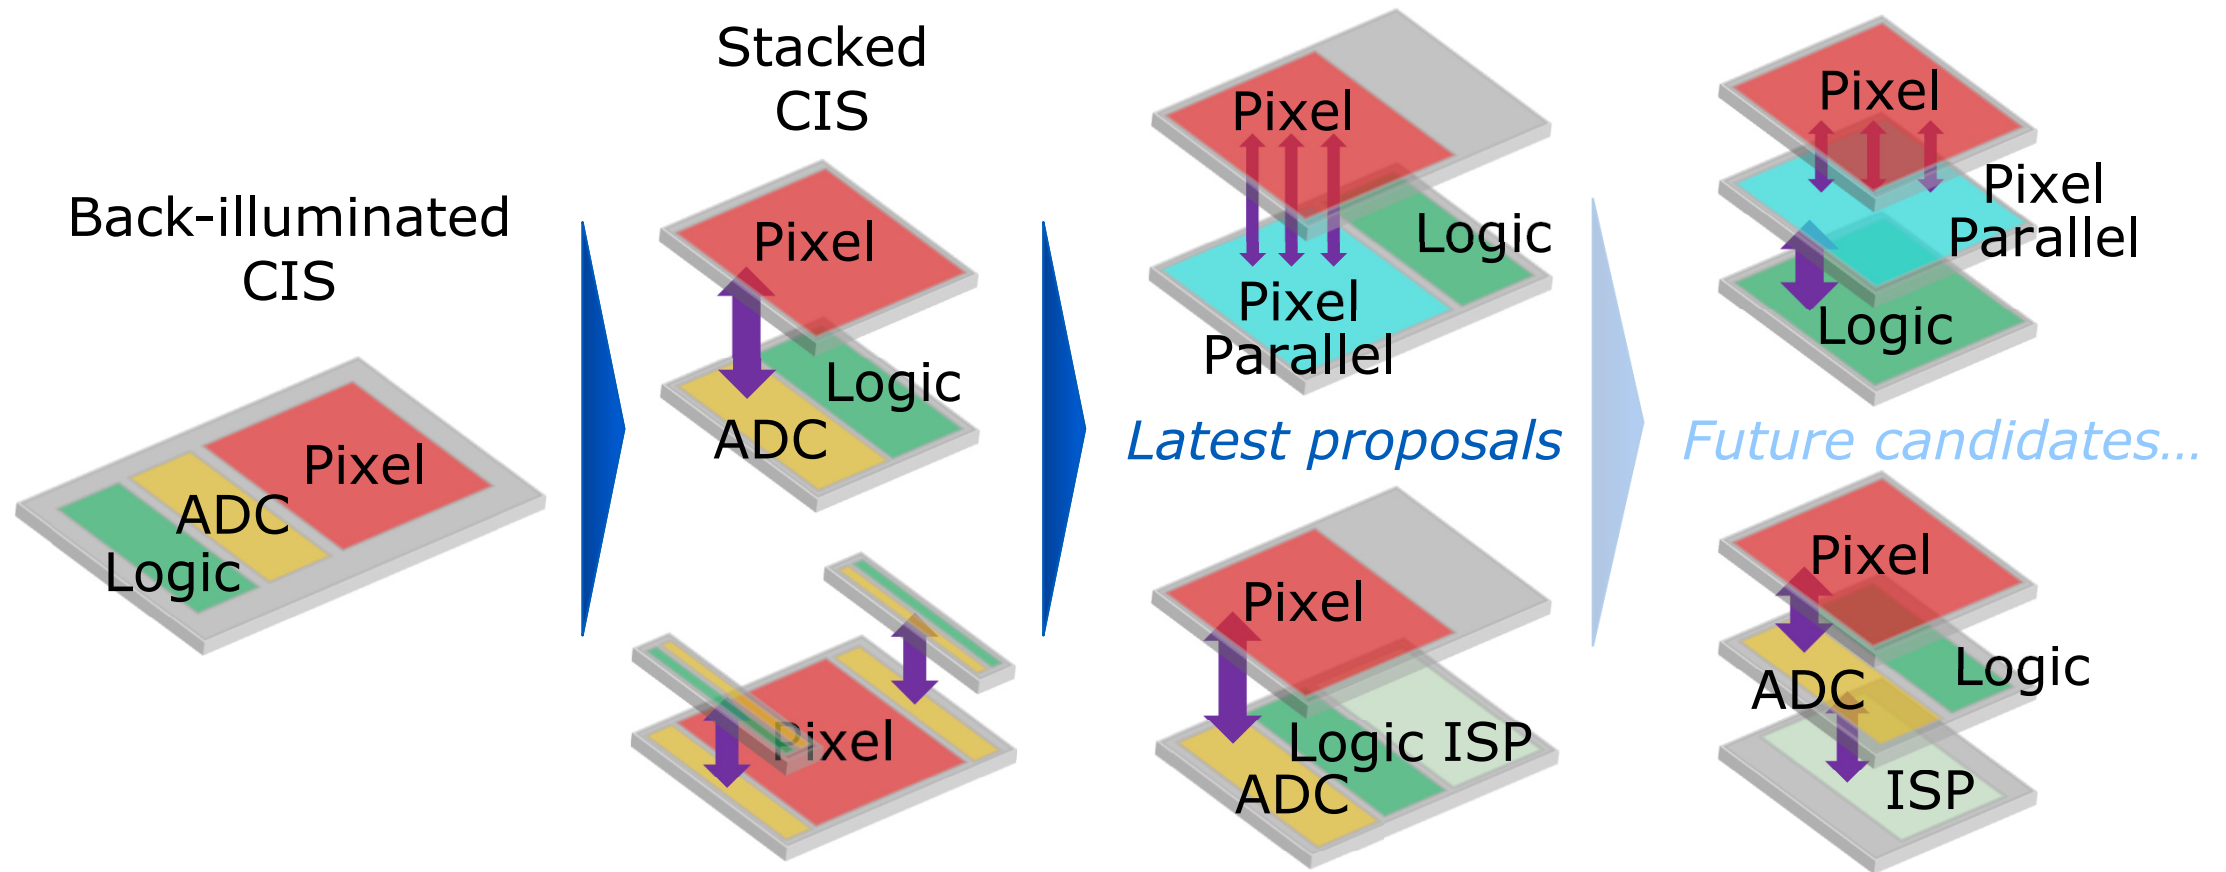 Back-illuminated
CIS
Pixel
ADC
Logic
Stacked
CIS
Pixel
Logic
ADC
Pixel
Pixel
Logic
Pixel
Parallel
Latest proposals
Pixel
Logic ISP
ADC
Pixel
Pixel
Parallel
Logic
Future candidates...
Pixel
Logic
ADC
ISP